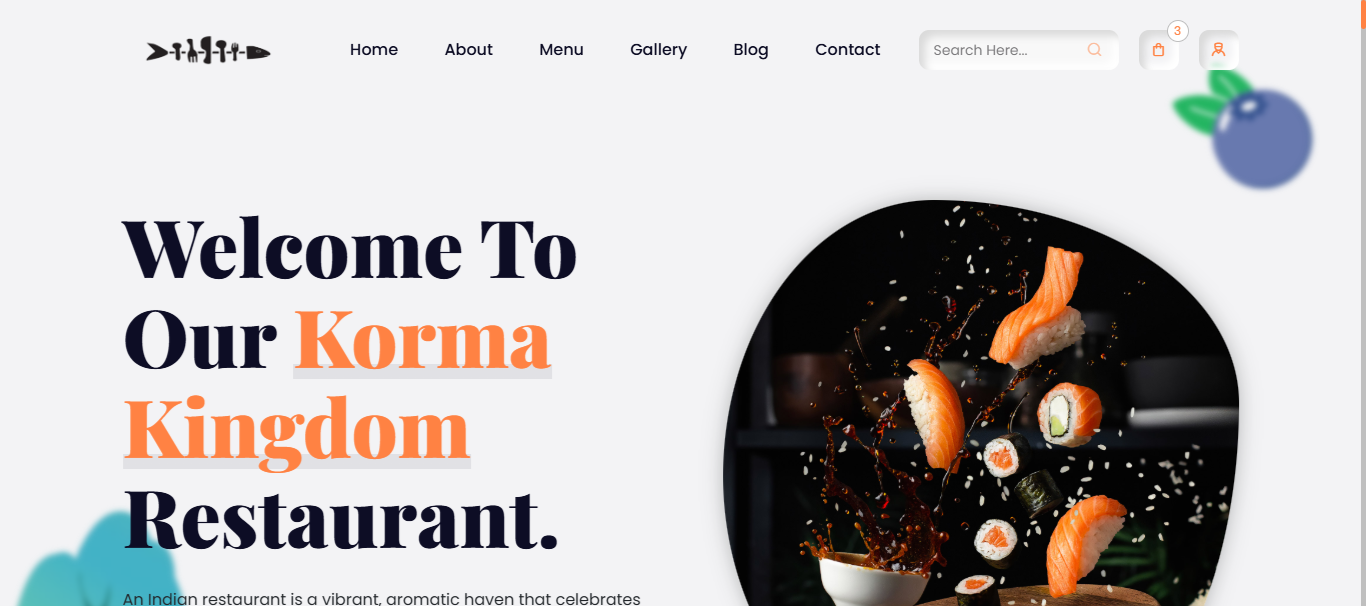 Home About Menu Gallery Blog Contact Search Here... 3
Welcome To
Our Korma
Kingdom
Restaurant.
An Indian restaurant is a vibrant, aromatic haven that celebrates